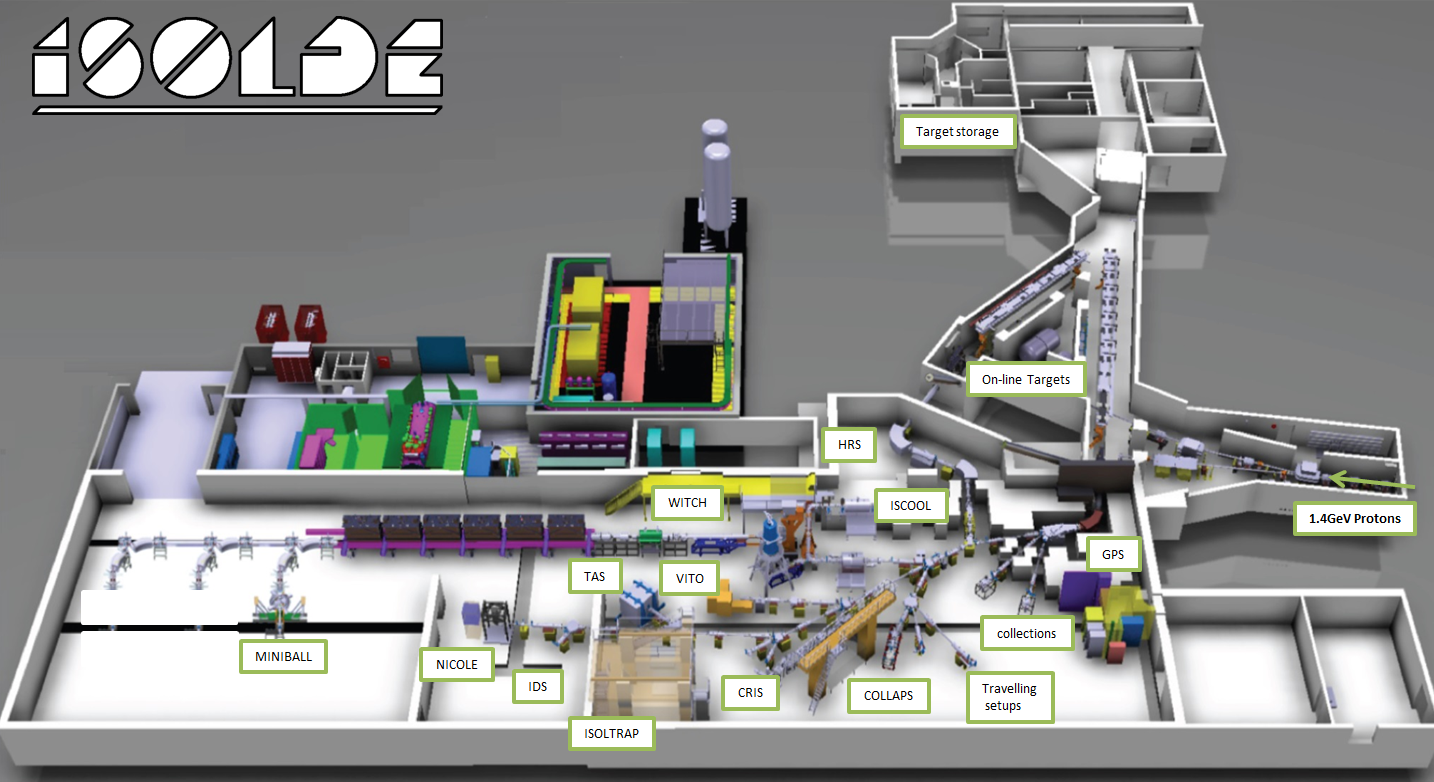 ISOLDE
Target storage
On-line Targets
HRS
WITCH
ISCOOL
1.4GeV Protons
GPS
TAS
VITO
collections
MINIBALL
NICOLE
IDS
CRIS
COLLAPS
Travelling
setups
ISOLTRAP